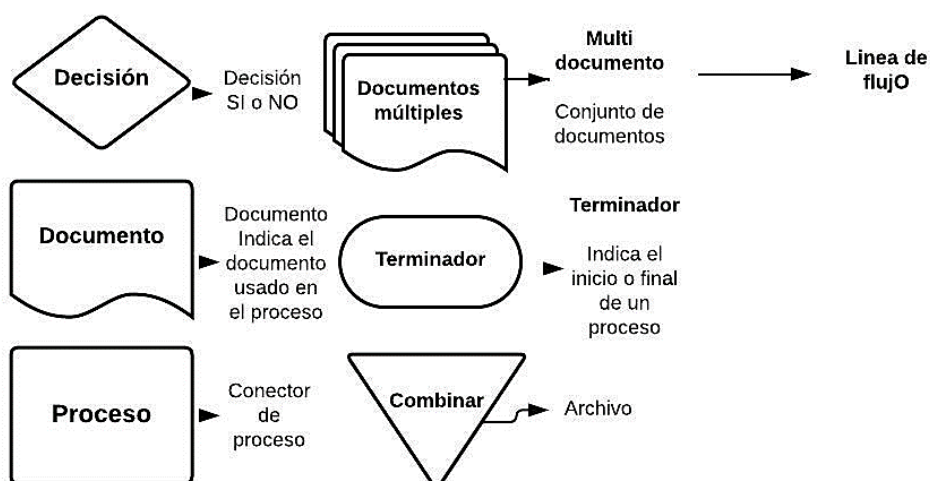 Decisión
Decisión
SI o NO
Documentos
múltiples
Multi
documento
Conjunto de
documentos
Linea de
flujO
Documento
Documento
Indica el
documento
usado en
el proceso
Terminador
Terminador
Indica el
inicio o final
de un
proceso
Proceso
Conector
de
proceso
Combinar
Archivo